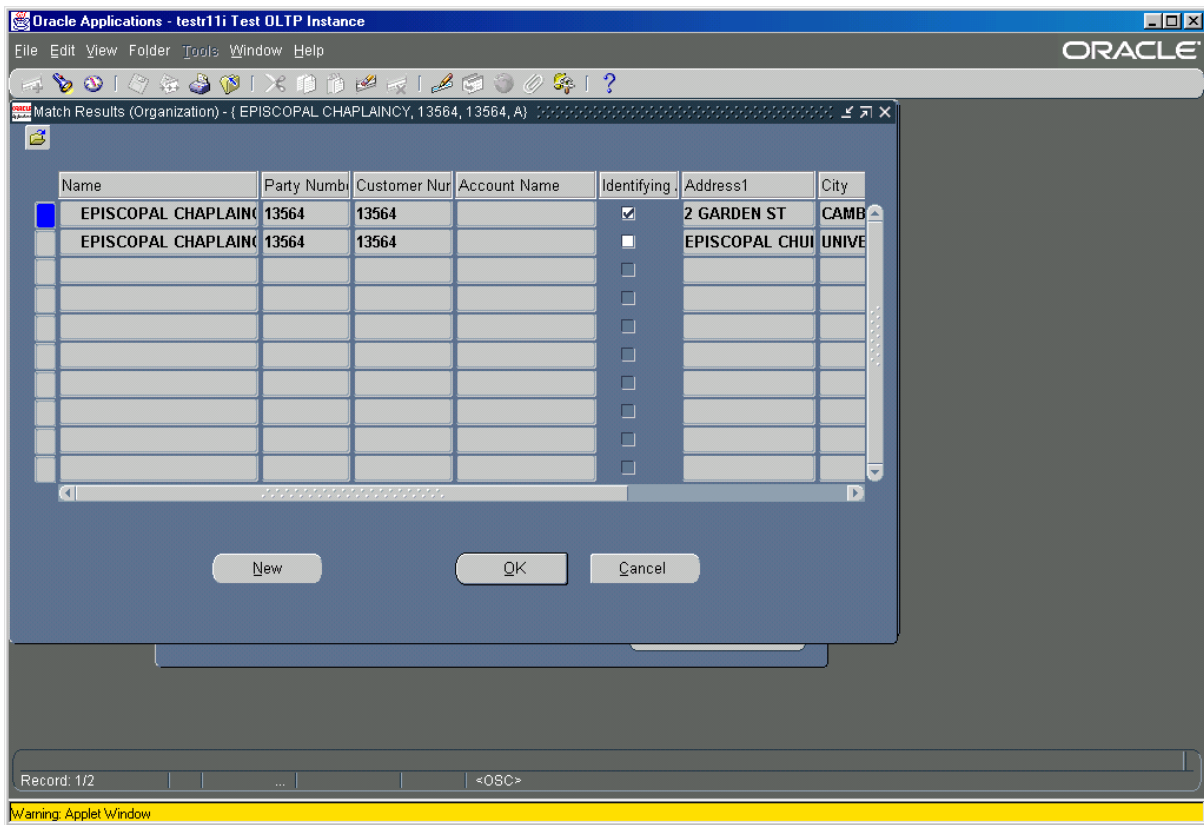 Oracle Applications - testr11i Test OLTP Instance
File Edit View Folder Tools Window Help
ORACLE
?
Match Results (Organization) - { EPISCOPAL CHAPLAINCY, 13564, 13564, A}
Name Party Numb Customer Nur Account Name Identifying . Address1 City
EPISCOPAL CHAPLAIN( 13564 13564 2 GARDEN ST CAMB
EPISCOPAL CHAPLAIN( 13564 13564 EPISCOPAL CHUI UNIVE
New OK Cancel
Record: 1/2 ... <OSC>
Warning: Applet Window